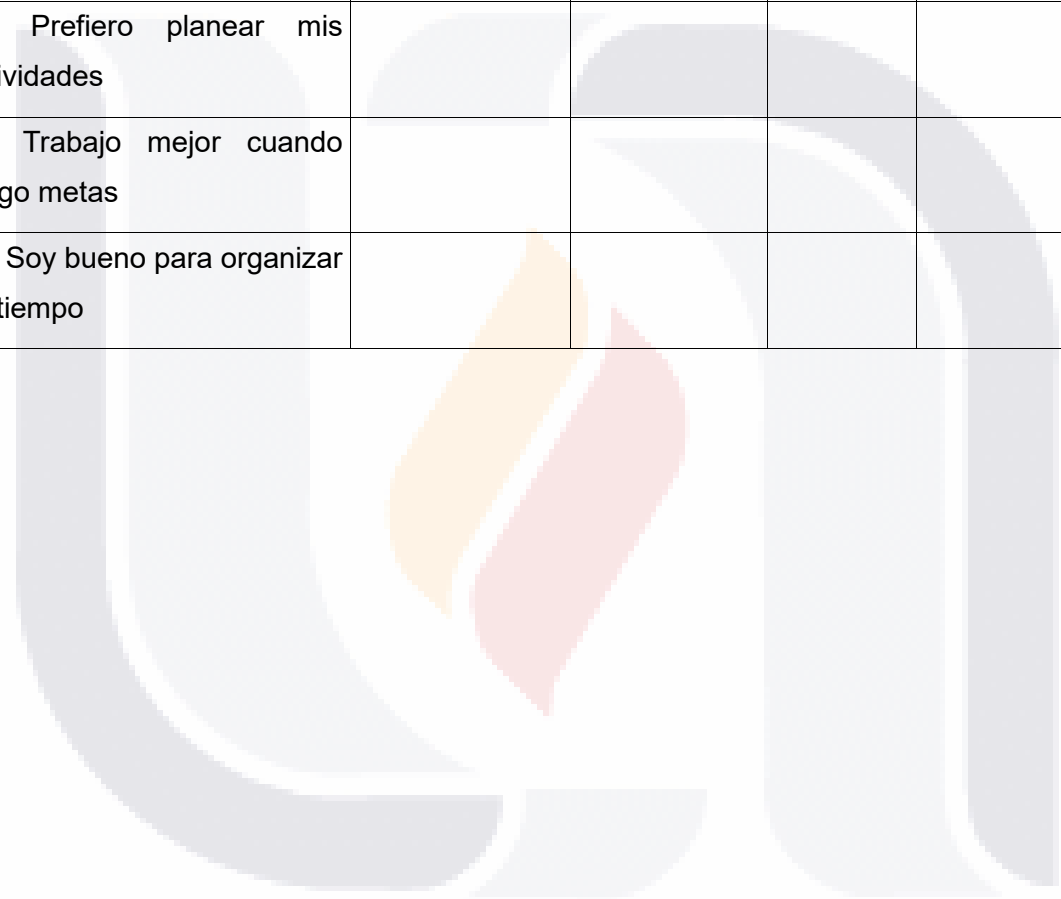 Prefiero planear mis
ividades
Trabajo mejor cuando
go metas
Soy bueno para organizar
tiempo